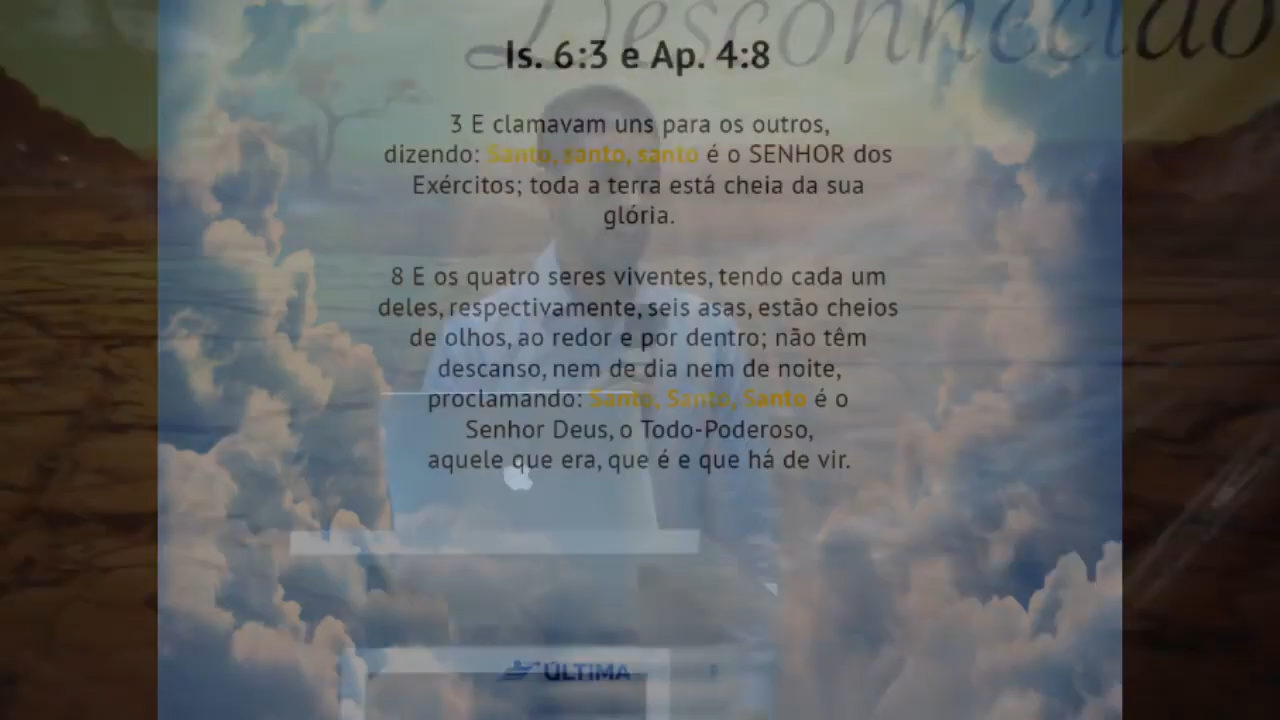 Desconhecido
Is. 6:3 e Ap. 4:8
3 E clamavam uns para os outros,
dizendo: Santo, santo, santo é o SENHOR dos
Exércitos; toda a terra está cheia da sua
glória.
8 E os quatro seres viventes, tendo cada um
deles, respectivamente, seis asas, estão cheios
de olhos, ao redor e por dentro; não têm
descanso, nem de dia nem de noite,
proclamando: Santo, Santo, Santo é o
Senhor Deus, o Todo-Poderoso,
aquele que era, que é e que há de vir.
ÚLTIMA